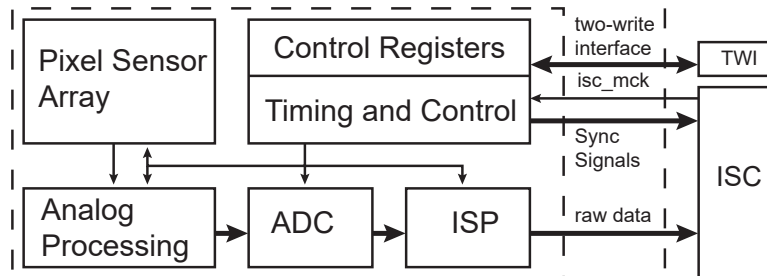 Pixel Sensor
Array
Control Registers
Timing and Control
two-write
interface
isc_mck
Sync
Signals
TWI
ISC
Analog
Processing
ADC
ISP
raw data